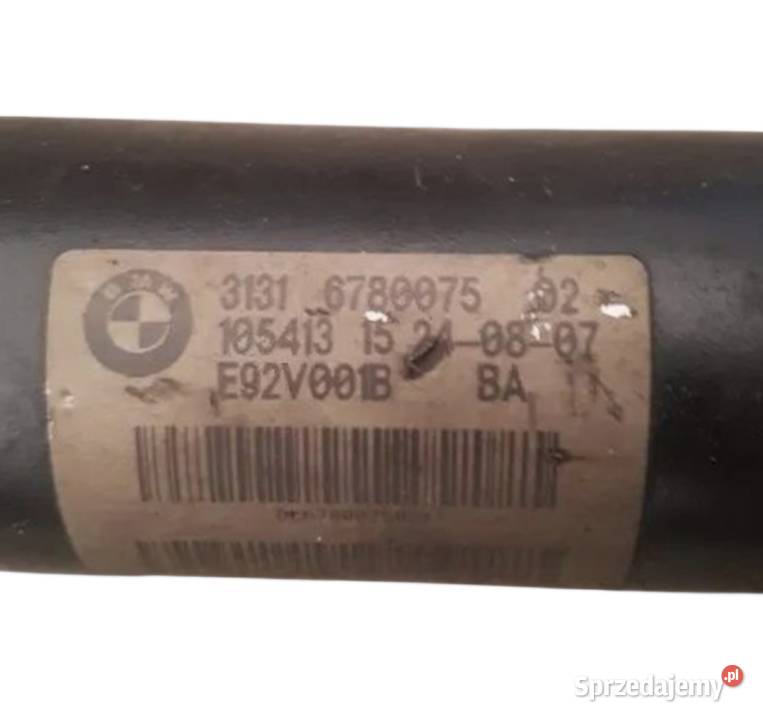 BMW
3131 6780075 02
105413 15 24-08-07
E92V001B BA
Sprzedajemy.pl